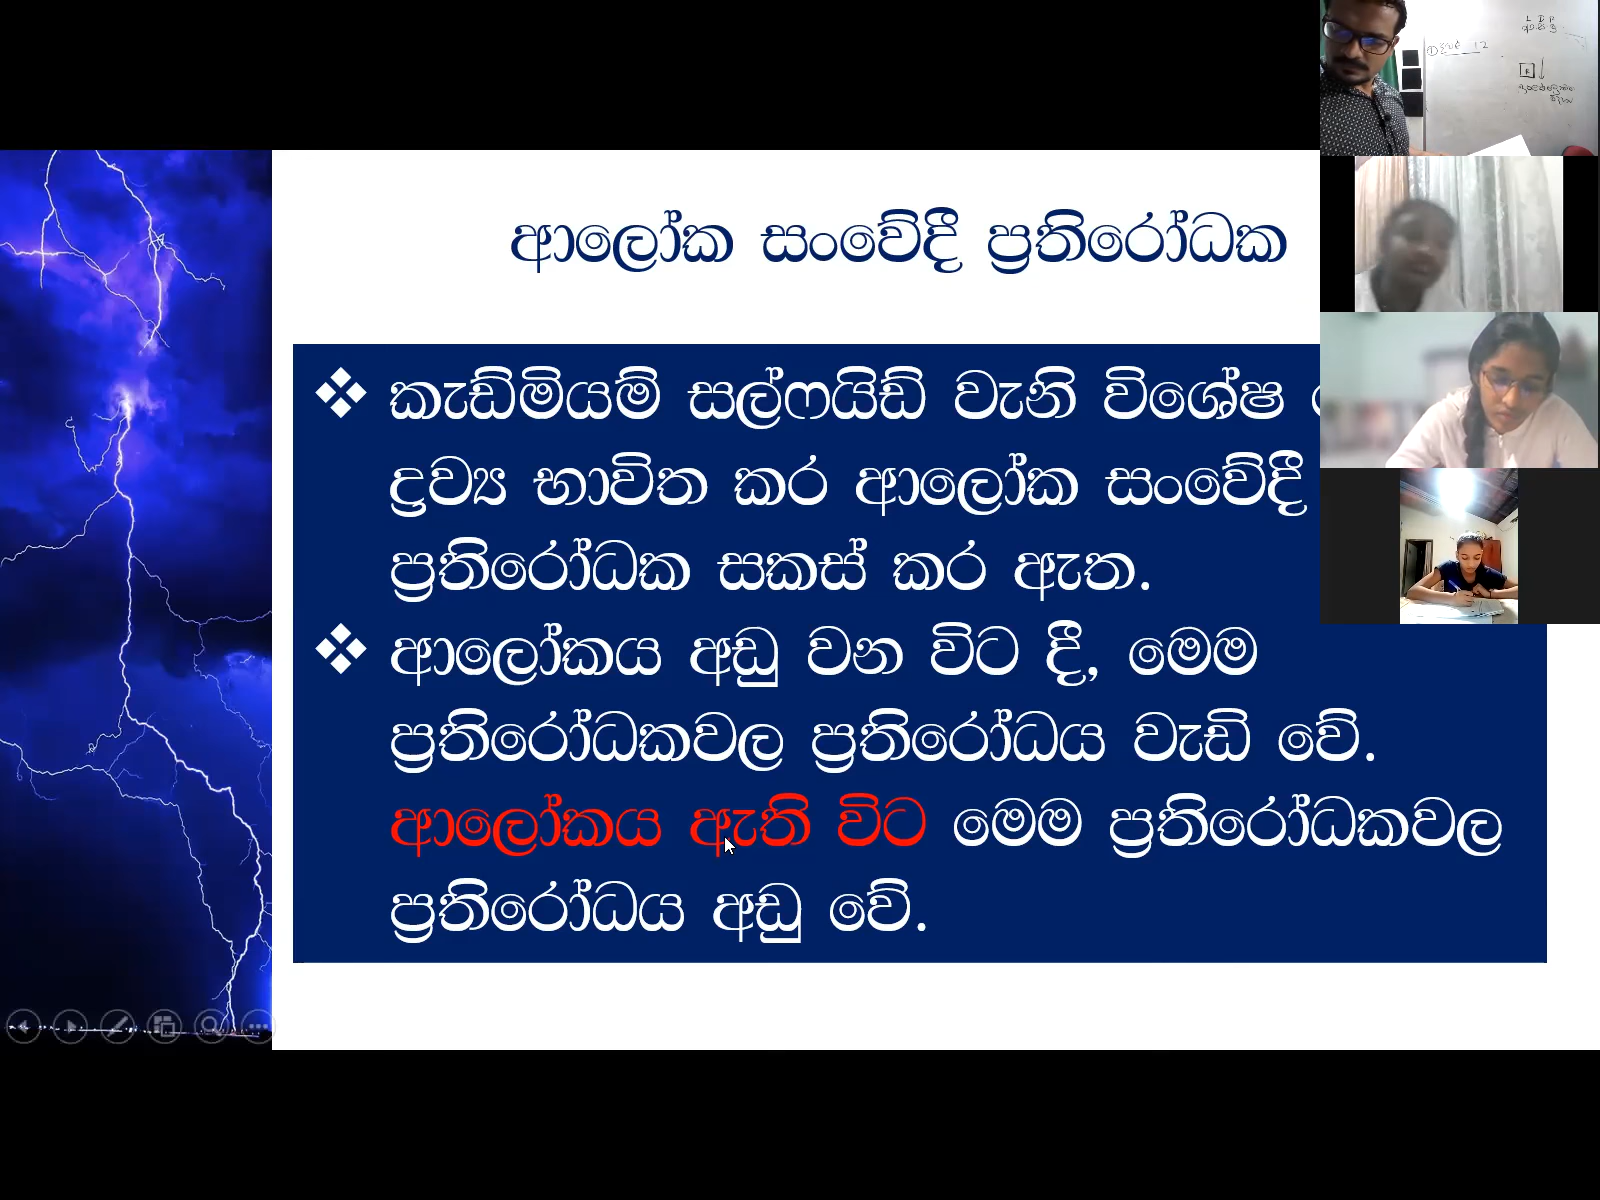 ආලෝක සංවේදී ප්‍රතිරෝධක
කැඩ්මියම් සල්ෆයිඩ් වැනි විශේෂ
ද්‍රව්‍ය භාවිත කර ආලෝක සංවේදී
ප්‍රතිරෝධක සකස් කර ඇත.
ආලෝකය අඩු වන විට දී, මෙම
ප්‍රතිරෝධකවල ප්‍රතිරෝධය වැඩි වේ.
ආලෝකය ඇති විට මෙම ප්‍රතිරෝධකවල
ප්‍රතිරෝධය අඩු වේ.